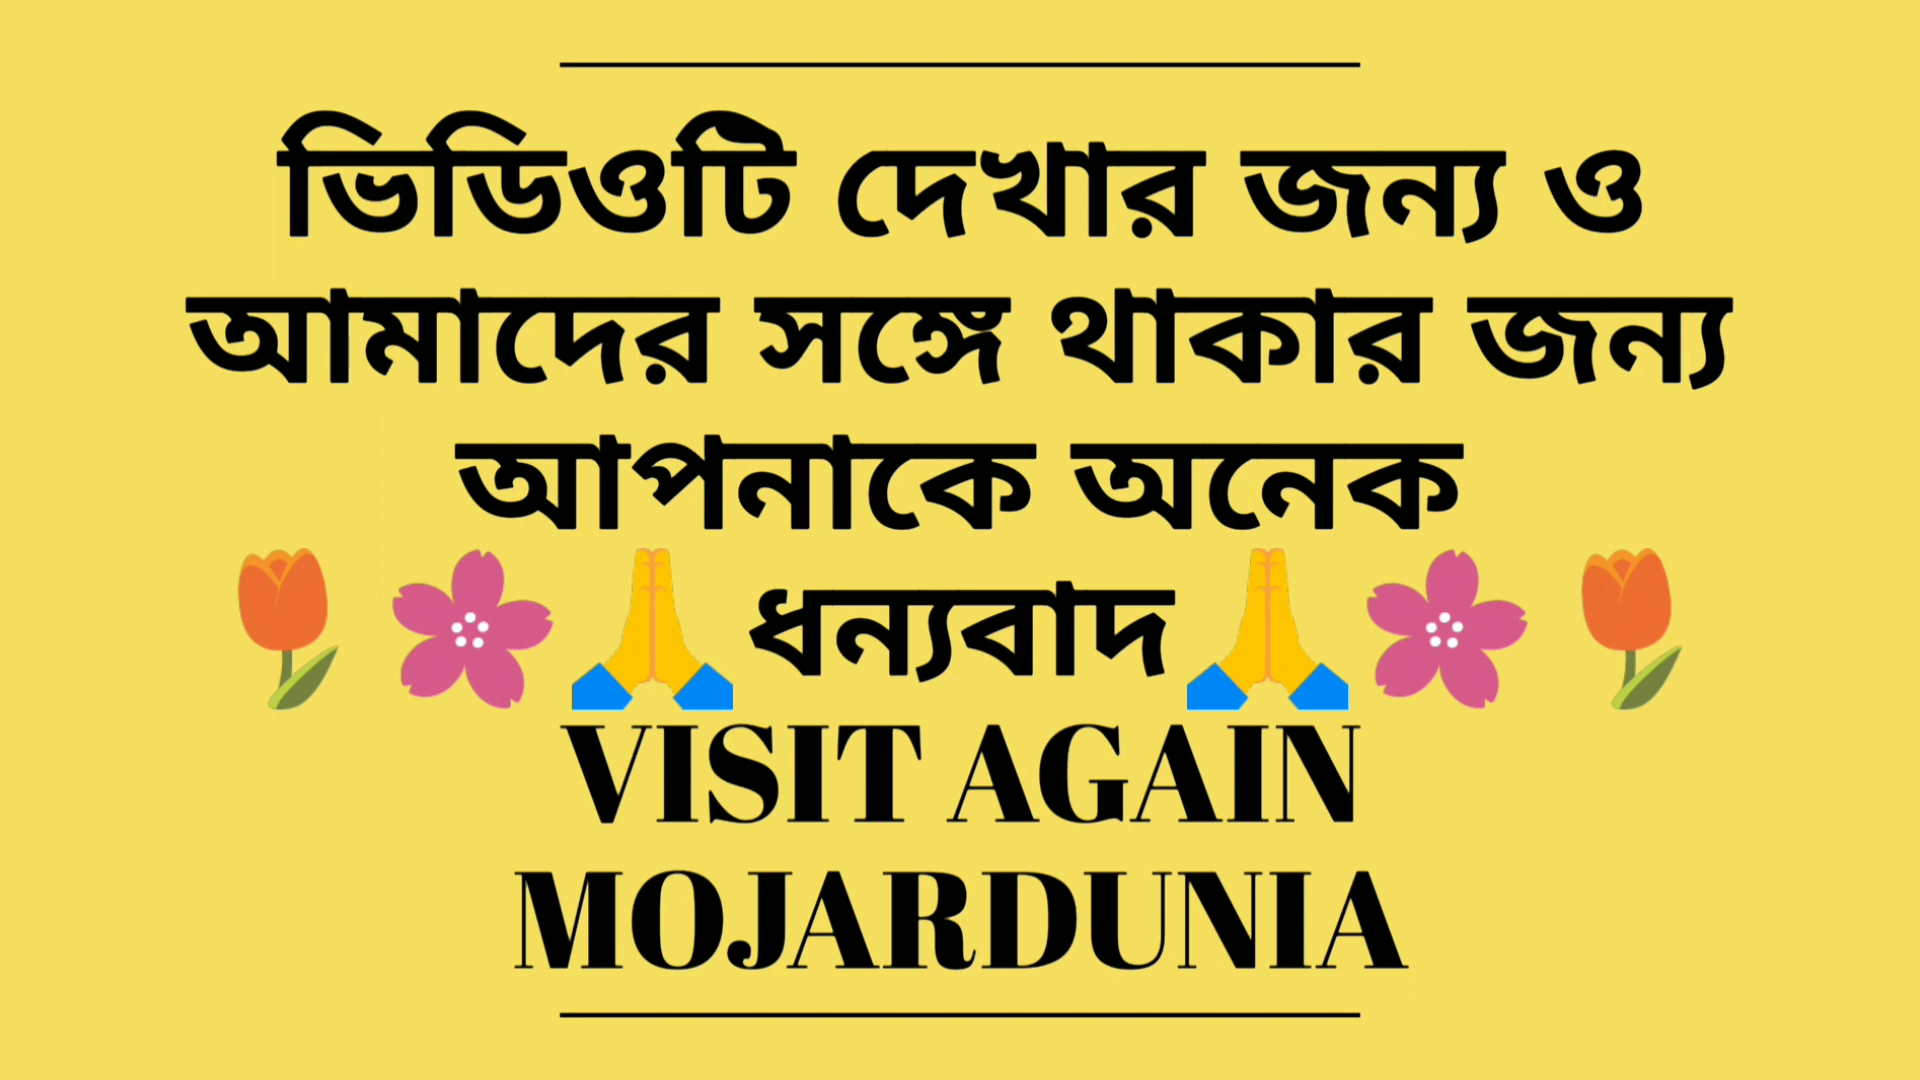 ভিডিওটি দেখার জন্য ও
আমাদের সঙ্গে থাকার জন্য
আপনাকে অনেক
🌷🌸🙏ধন্যবাদ🙏🌸🌷
VISIT AGAIN
MOJARDUNIA